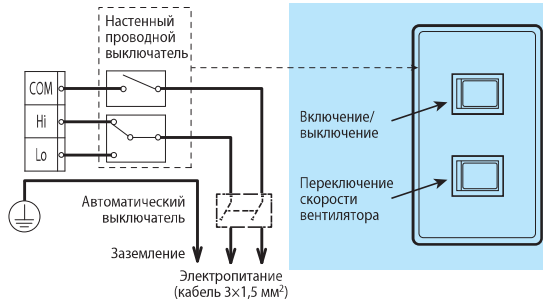 Настенный
проводной
выключатель
COM
Hi
Lo
Включение/
выключение
Переключение
скорости
вентилятора
Автоматический
выключатель
Заземление
Электропитание
(кабель 3×1,5 мм²)